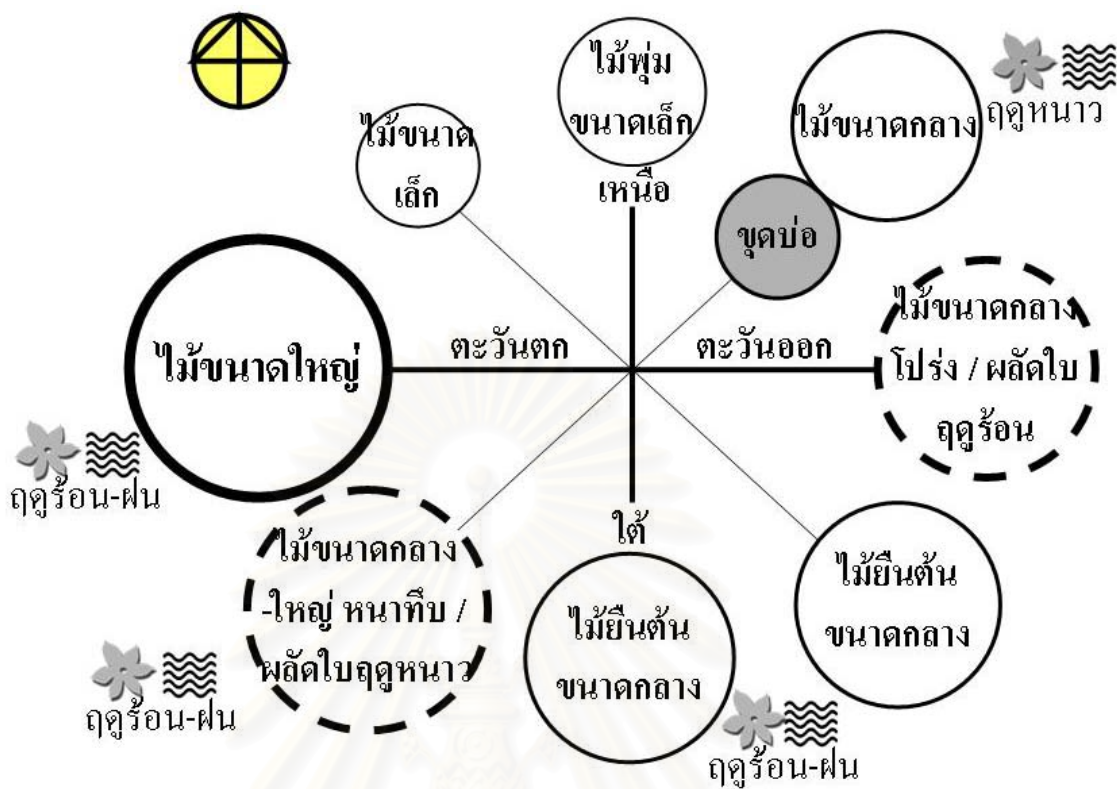 ไม้พุ่ม
ขนาดเล็ก
ไม้ขนาด
เล็ก
เหนือ
ไม้ขนาดกลาง
ฤดูหนาว
ขุดบ่อ
ไม้ขนาดใหญ่
ตะวันตก
ตะวันออก
ไม้ขนาดกลาง
โปร่ง / ผลัดใบ
ฤดูร้อน
ฤดูร้อน-ฝน
ใต้
ไม้ขนาดกลาง
-ใหญ่ หนาทึบ /
ผลัดใบฤดูหนาว
ฤดูร้อน-ฝน
ไม้ยืนต้น
ขนาดกลาง
ฤดูร้อน-ฝน
ไม้ยืนต้น
ขนาดกลาง